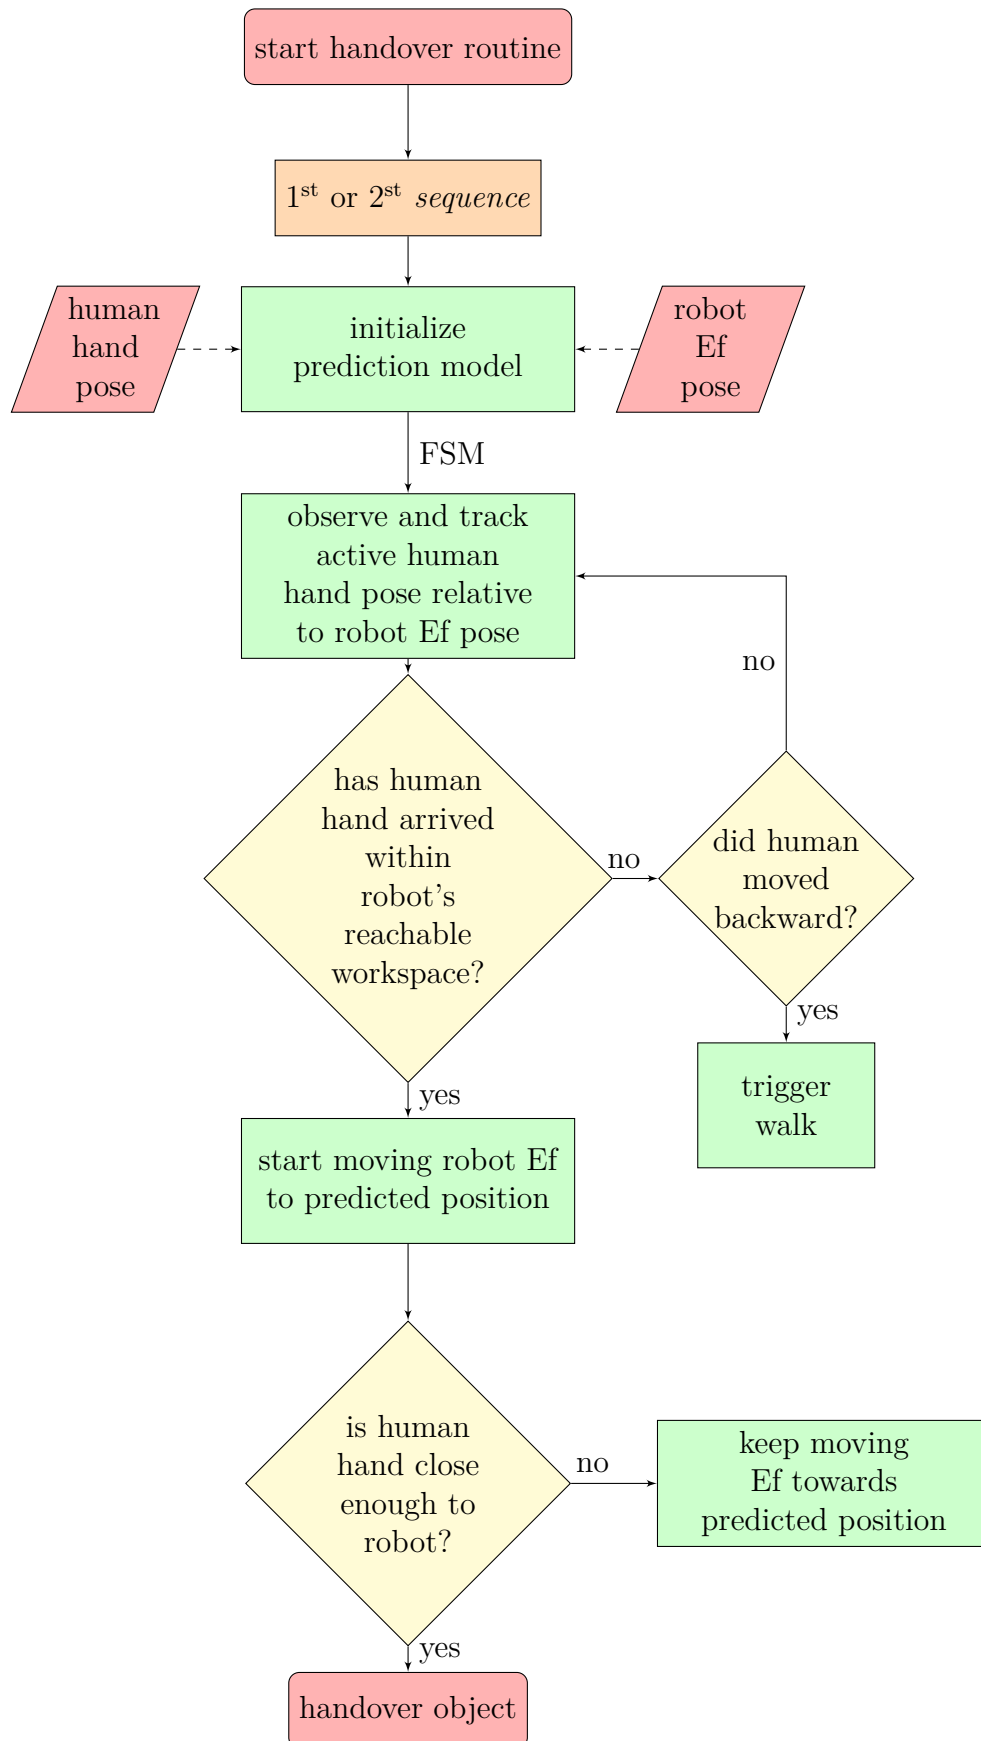 start handover routine
1st or 2st sequence
human
hand
pose
initialize
prediction model
robot
Ef
pose
FSM
observe and track
active human
hand pose relative
to robot Ef pose
no
has human
hand arrived
within
robot's
reachable
workspace?
no
did human
moved
backward?
yes
trigger
walk
yes
start moving robot Ef
to predicted position
is human
hand close
enough to
robot?
no
keep moving
Ef towards
predicted position
yes
handover object